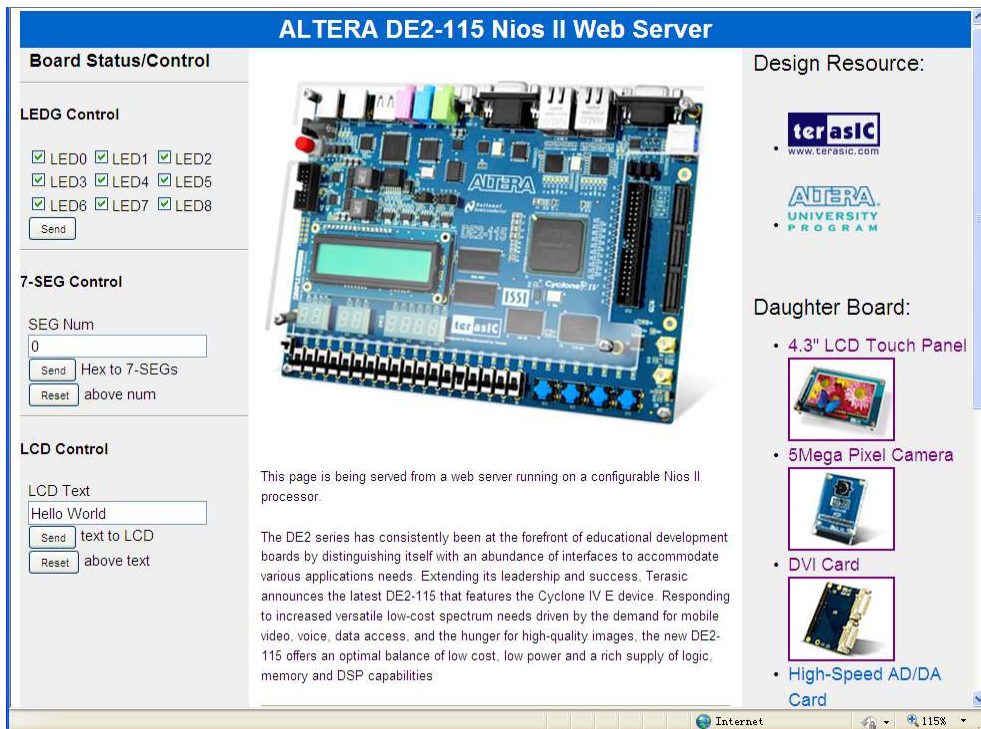 ALTERA DE2-115 Nios II Web Server
Board Status/Control
LEDG Control
LED0 LED1 LED2
LED3 LED4 LED5
LED6 LED7 LED8
Send
7-SEG Control
SEG Num
0
Send Hex to 7-SEGs
Reset above num
LCD Control
LCD Text
Hello World
Send text to LCD
Reset above text
ALTERA
National
Semiconductor
DE2-115
Cyclone IV
ISSI
terasIC
This page is being served from a web server running on a configurable Nios II
processor.
The DE2 series has consistently been at the forefront of educational development
boards by distinguishing itself with an abundance of interfaces to accommodate
various applications needs. Extending its leadership and success, Terasic
announces the latest DE2-115 that features the Cyclone IV E device. Responding
to increased versatile low-cost spectrum needs driven by the demand for mobile
video, voice, data access, and the hunger for high-quality images, the new DE2-
115 offers an optimal balance of low cost, low power and a rich supply of logic,
memory and DSP capabilities
Design Resource:
terasIC
www.terasic.com
ALTERA.
UNIVERSITY
PROGRAM
Daughter Board:
4.3" LCD Touch Panel
5Mega Pixel Camera
DVI Card
High-Speed AD/DA
Card
Internet
115%